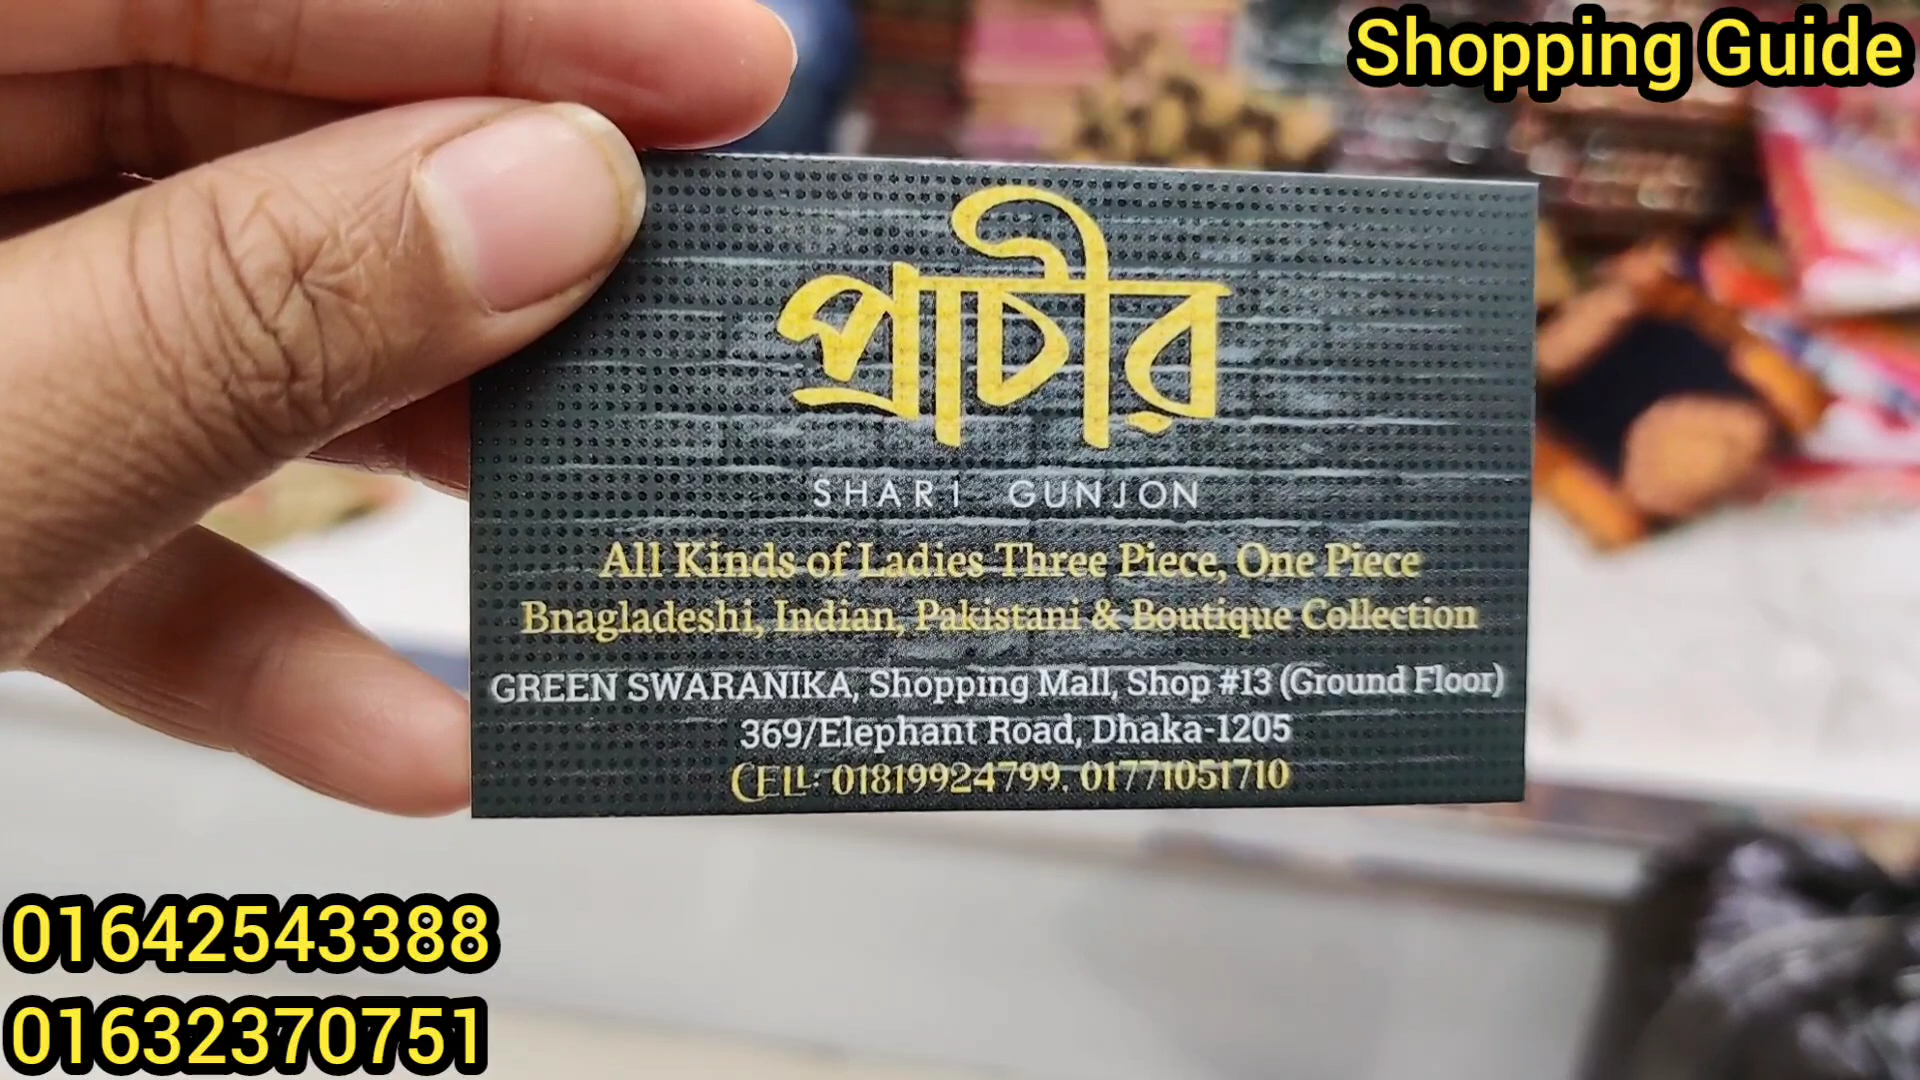 Shopping Guide
প্রাচীর
SHARI GUNJON
All Kinds of Ladies Three Piece, One Piece
Bnagladeshi, Indian, Pakistani & Boutique Collection
GREEN SWARANIKA, Shopping Mall, Shop #13 (Ground Floor)
369/Elephant Road, Dhaka-1205
CELL: 01819924799, 01771051710
01642543388
01632370751